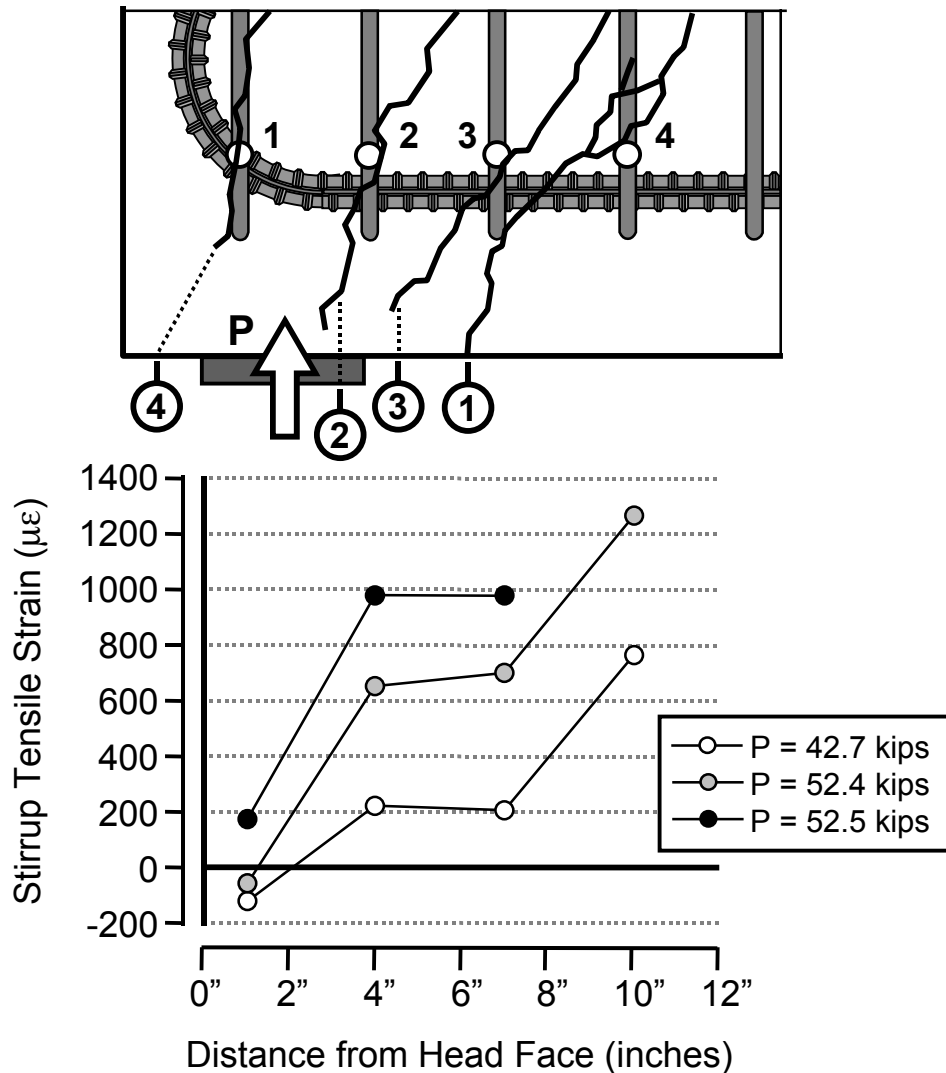 1
2
3
4
P
4
2
3
1
Stirrup Tensile Strain (με)
1400
1200
1000
800
600
400
200
0
-200
P = 42.7 kips
P = 52.4 kips
P = 52.5 kips
0” 2” 4” 6” 8” 10” 12”
Distance from Head Face (inches)